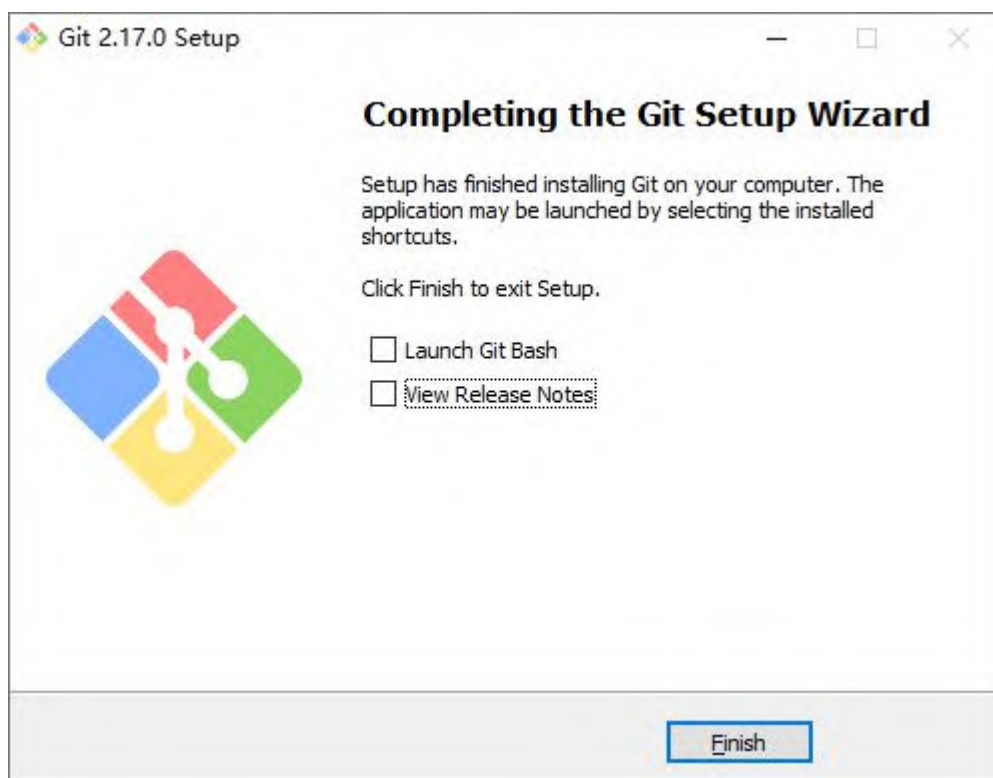 Git 2.17.0 Setup
Completing the Git Setup Wizard
Setup has finished installing Git on your computer. The
application may be launched by selecting the installed
shortcuts.
Click Finish to exit Setup.
Launch Git Bash
View Release Notes
Finish